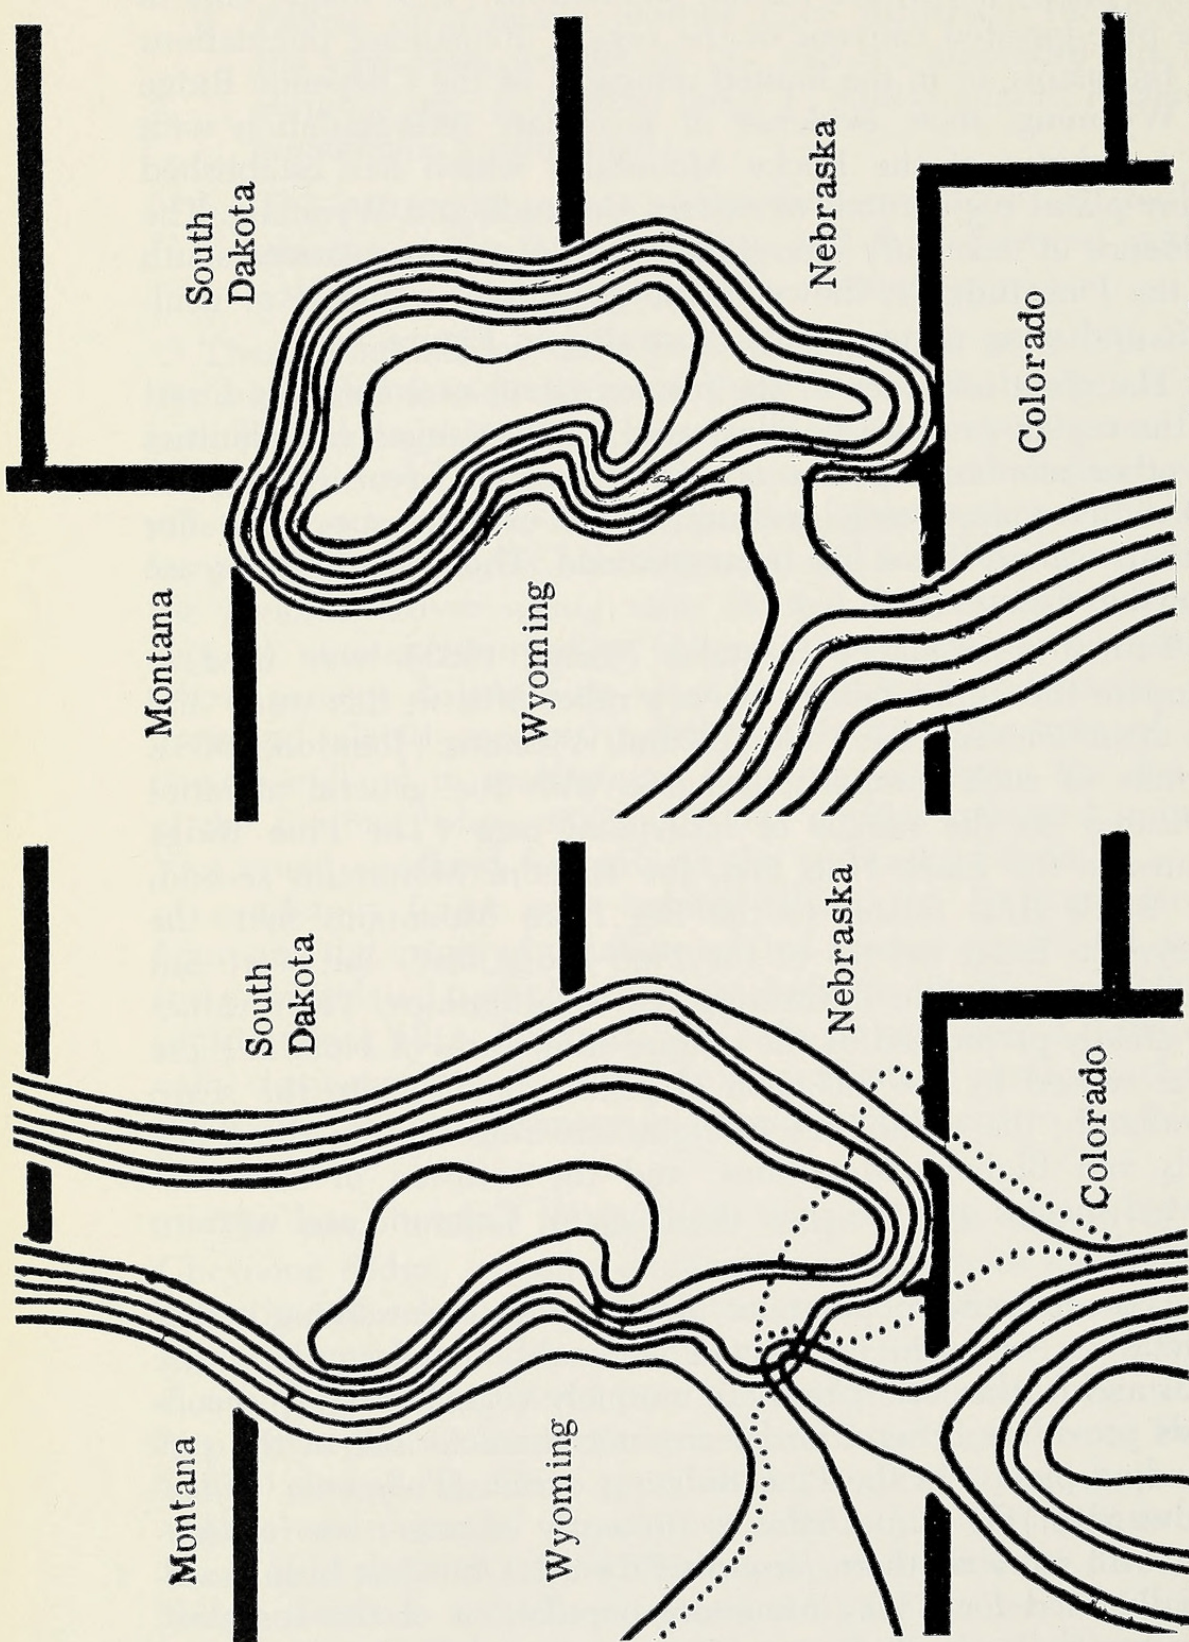 Montana
South
Dakota
Wyoming
Nebraska
Colorado
Montana
South
Dakota
Wyoming
Nebraska
Colorado